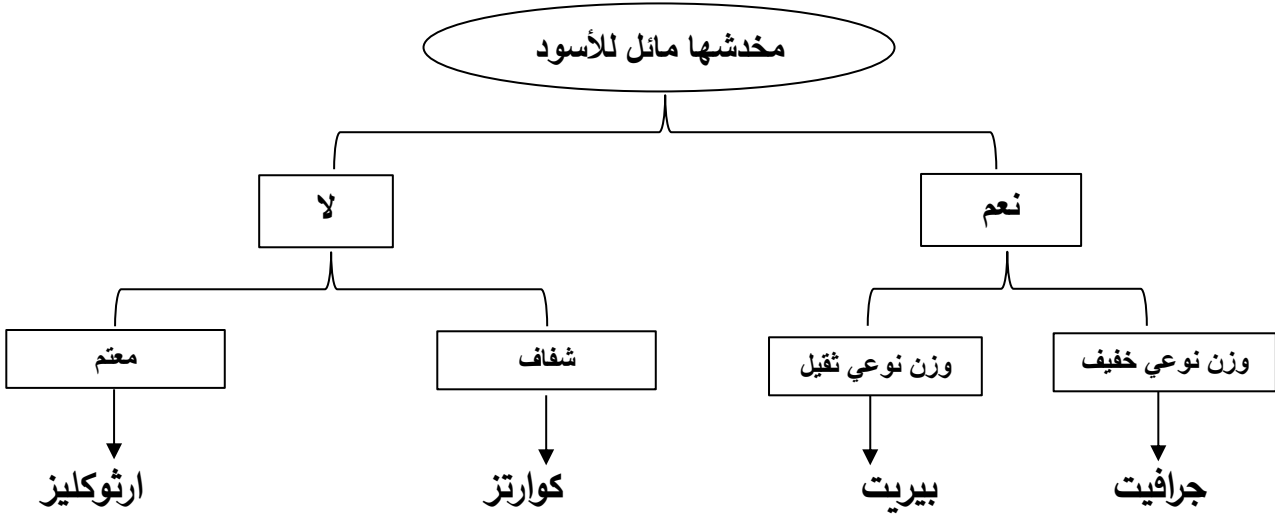 مخدشها مائل للأسود
نعم
لا
وزن نوعي خفيف
وزن نوعي ثقيل
شفاف
معتم
جرافيت
بيريت
كوارتز
ارثوكليز